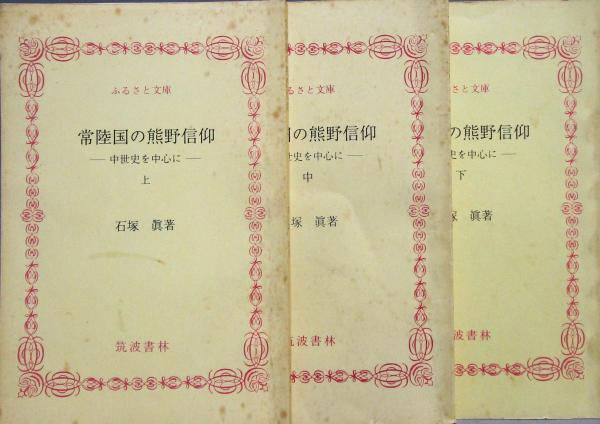 ふるさと文庫
常陸国の熊野信仰
― 中世史を中心に ―
上
石塚 眞著
筑波書林
るさと文庫
国の熊野信仰
世史を中心に ―
中
塚 眞著
筑波書林
さと文庫
の熊野信仰
史を中心に ―
下
塚 眞著
波書林